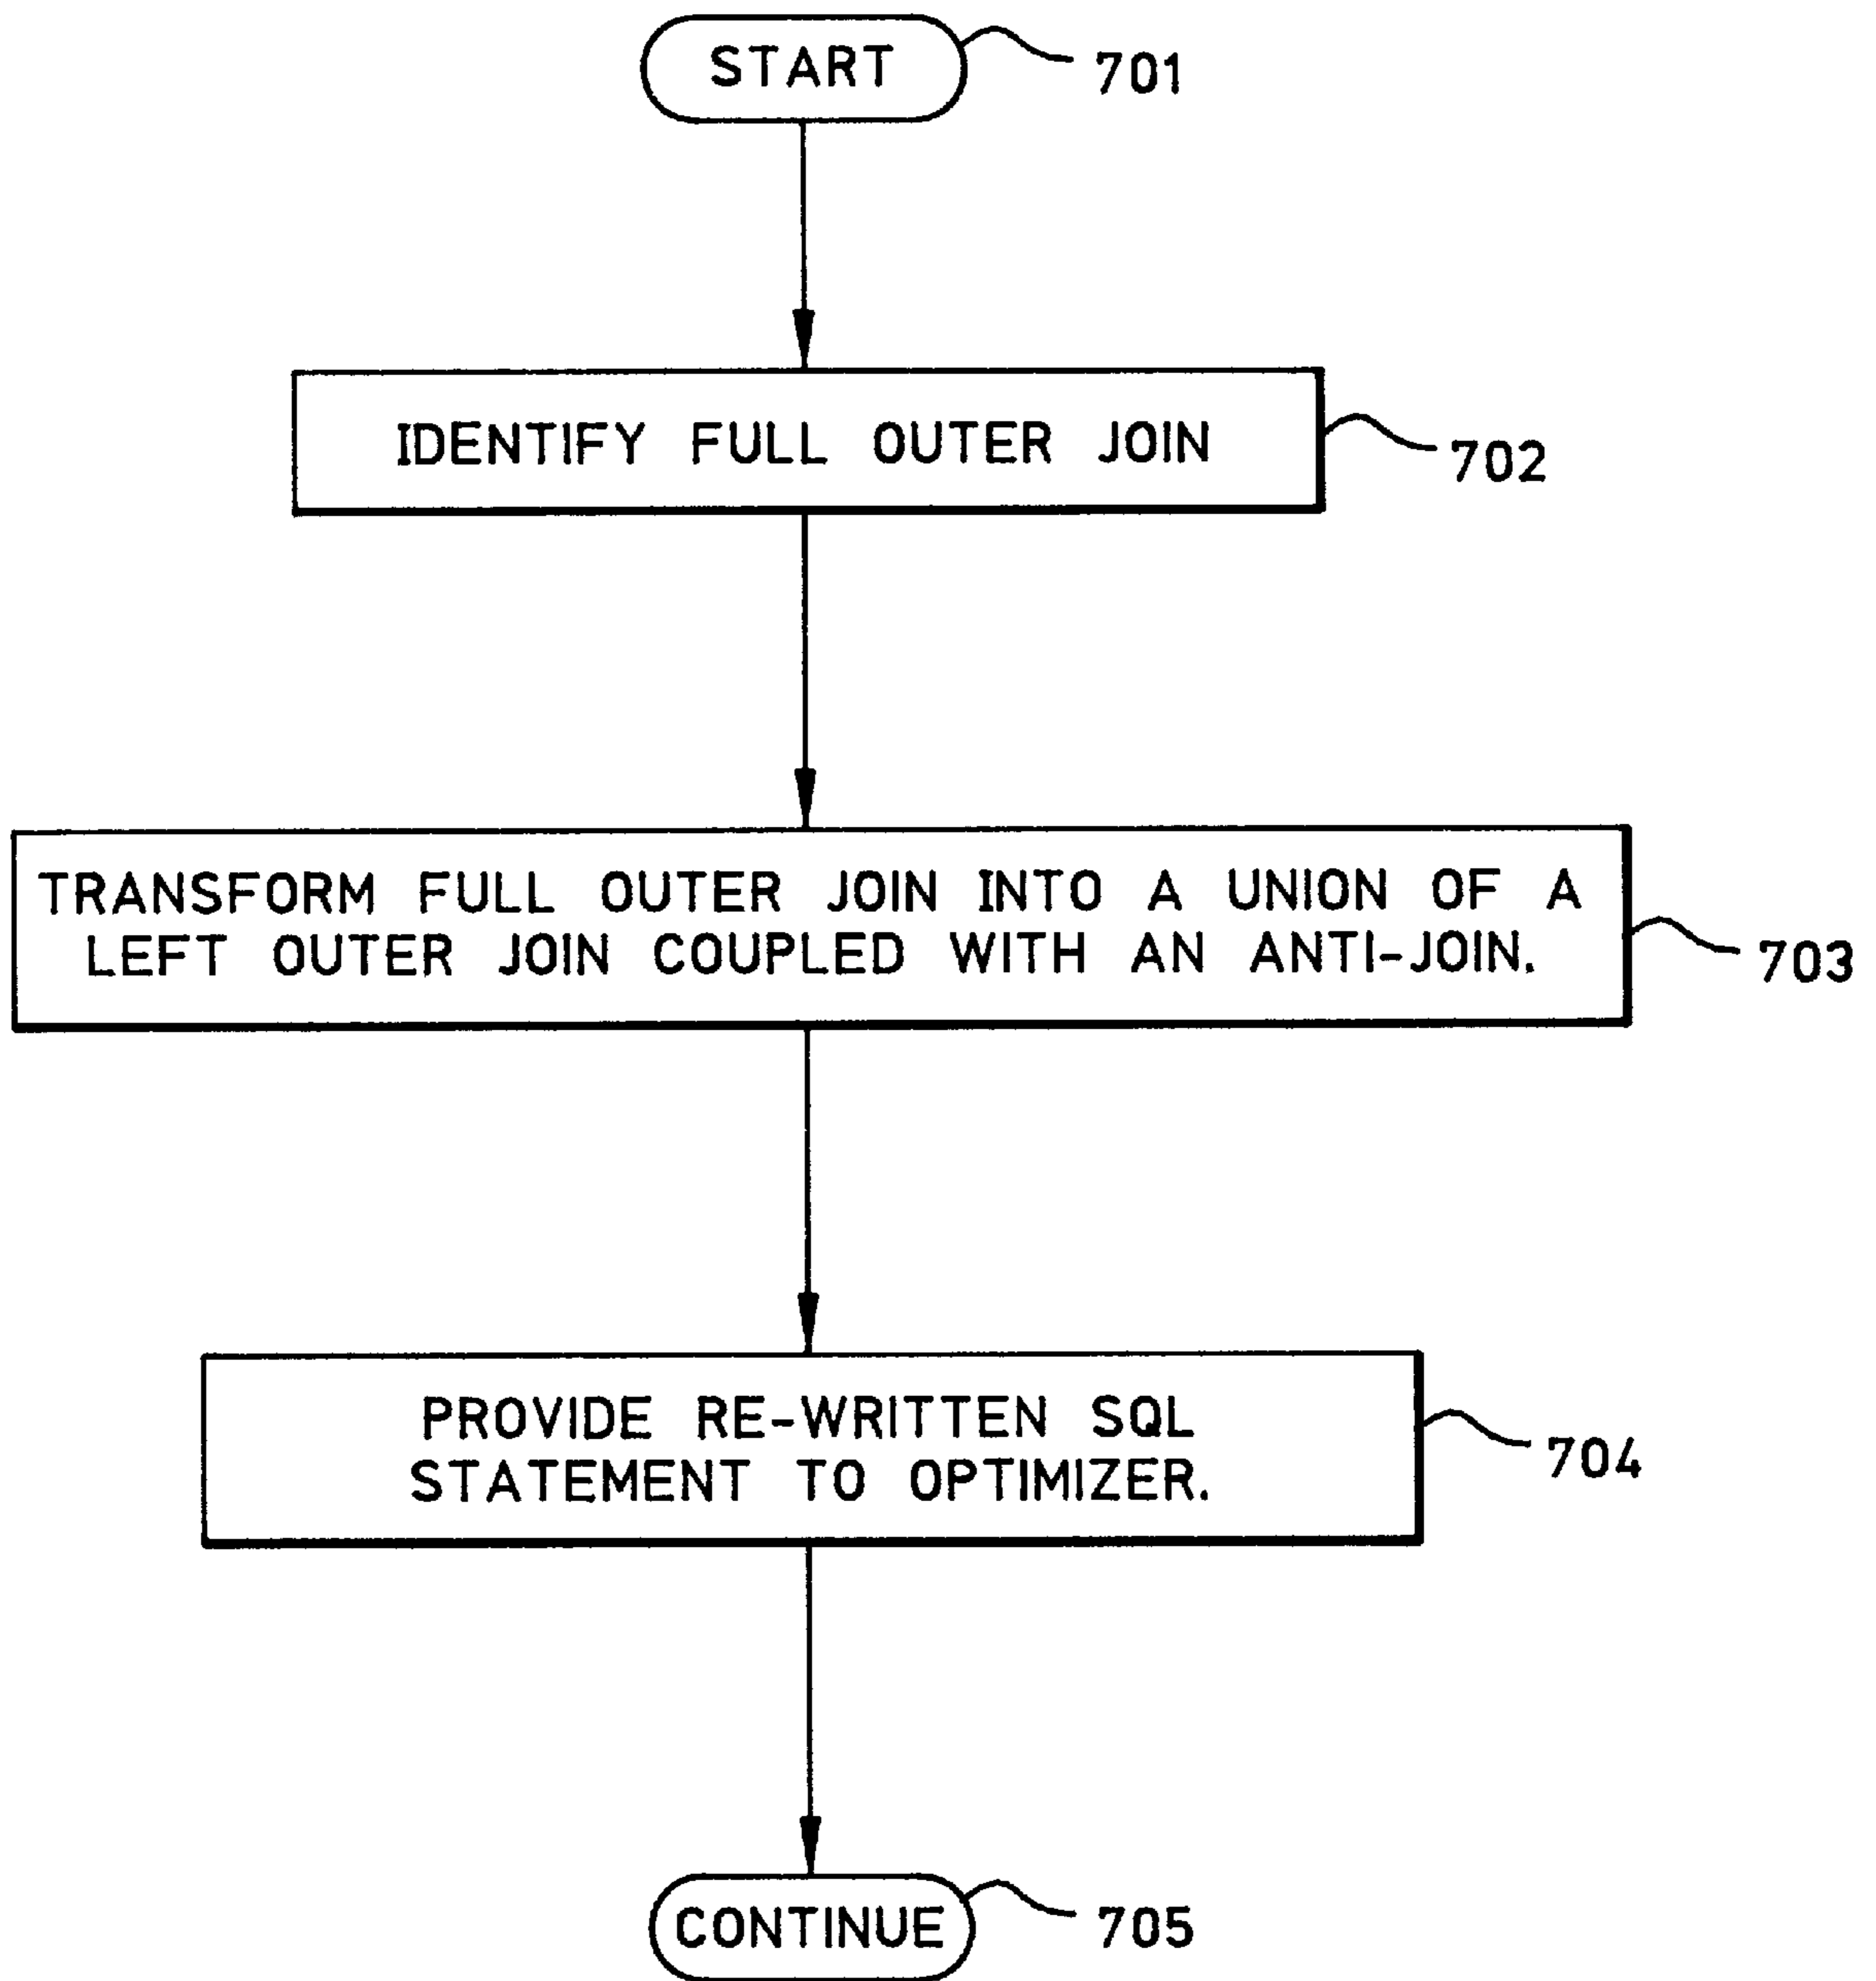 START
701
IDENTIFY FULL OUTER JOIN
702
TRANSFORM FULL OUTER JOIN INTO A UNION OF A
LEFT OUTER JOIN COUPLED WITH AN ANTI-JOIN.
703
PROVIDE RE-WRITTEN SQL
STATEMENT TO OPTIMIZER.
704
CONTINUE
705